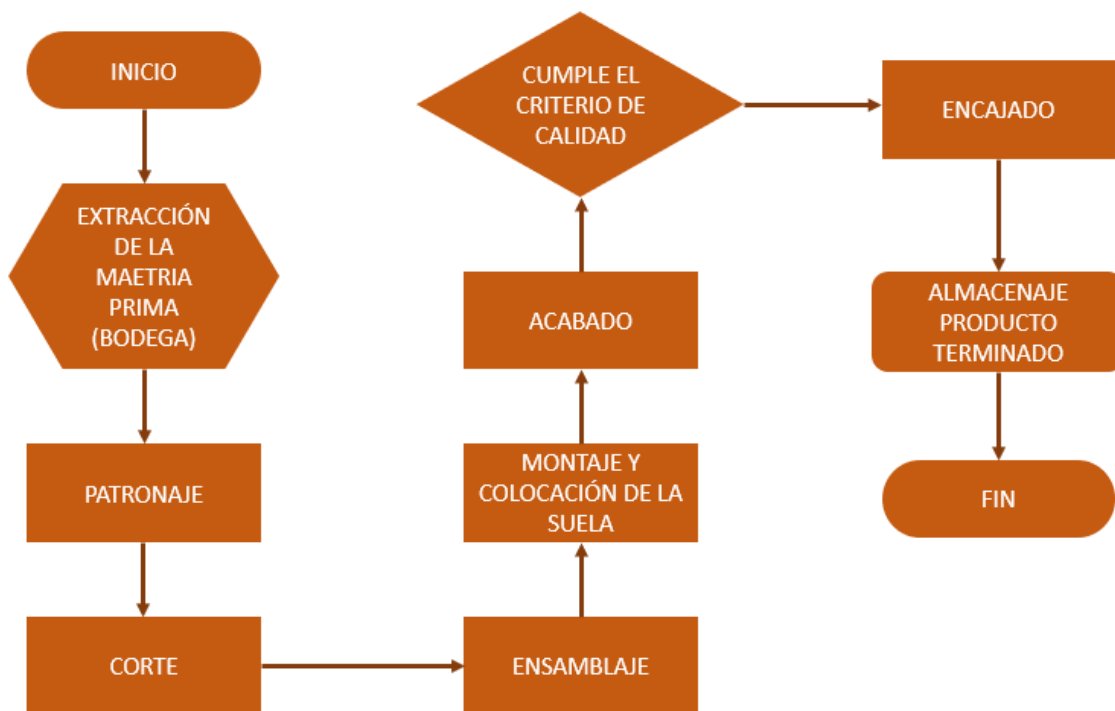 INICIO
EXTRACCIÓN
DE LA
MAETRIA
PRIMA
(BODEGA)
PATRONAJE
CORTE
ENSAMBLAJE
MONTAJE Y
COLOCACIÓN DE LA
SUELA
ACABADO
CUMPLE EL
CRITERIO DE
CALIDAD
ENCAJADO
ALMACENAJE
PRODUCTO
TERMINADO
FIN